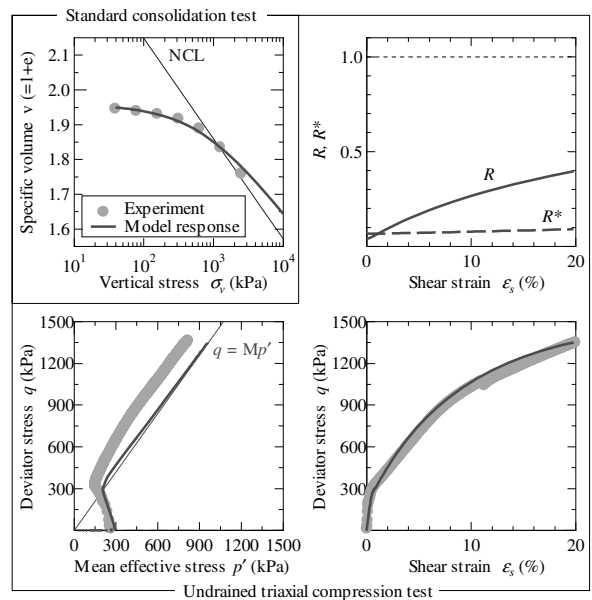 Standard consolidation test
2.1
2.0
1.9
1.8
1.7
1.6
Specific volume v (=1+e)
NCL
Experiment
Model response
10¹
10²
10³
10⁴
Vertical stress σᵥ (kPa)
1.0
0.5
0
R, R*
R
R*
0
10
20
Shear strain εₛ (%)
1500
1200
900
600
300
Deviator stress q (kPa)
q = Mp′
0
300
600
900
1200
1500
Mean effective stress p′ (kPa)
1500
1200
900
600
300
Deviator stress q (kPa)
0
10
20
Shear strain εₛ (%)
Undrained triaxial compression test